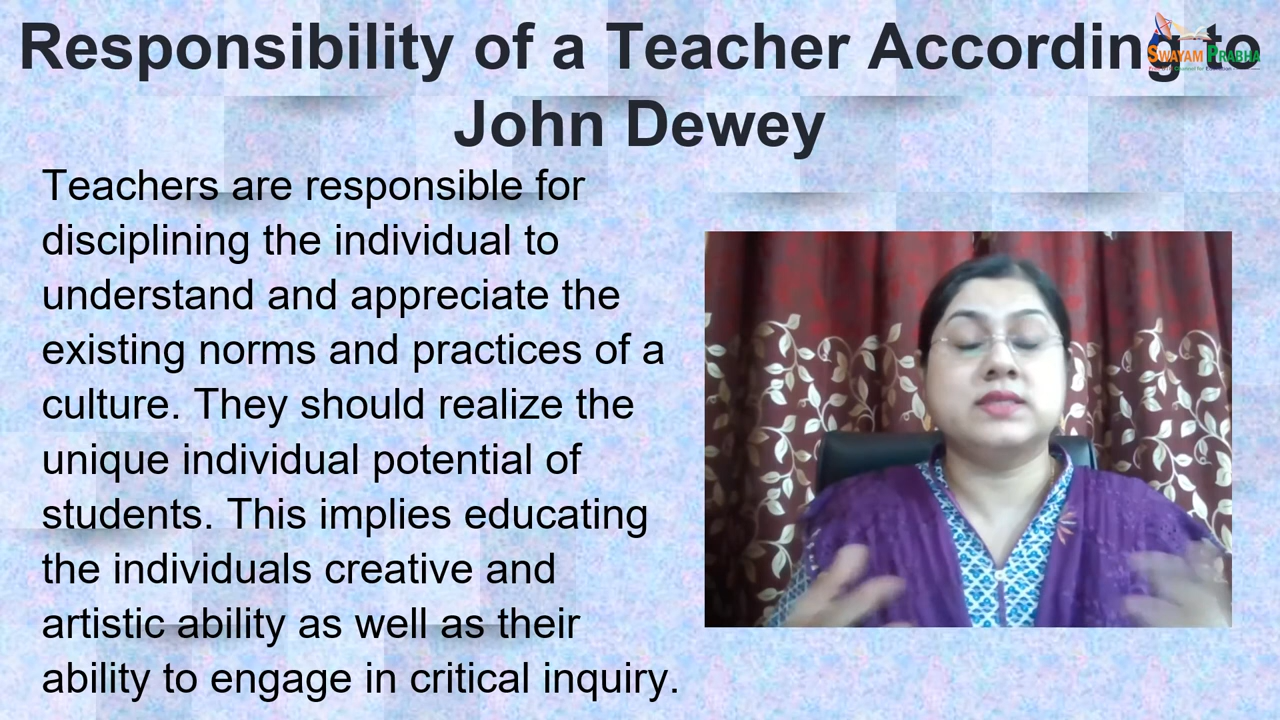 Responsibility of a Teacher According to
John Dewey
SWAYAM PRABHA
Teachers are responsible for
disciplining the individual to
understand and appreciate the
existing norms and practices of a
culture. They should realize the
unique individual potential of
students. This implies educating
the individuals creative and
artistic ability as well as their
ability to engage in critical inquiry.